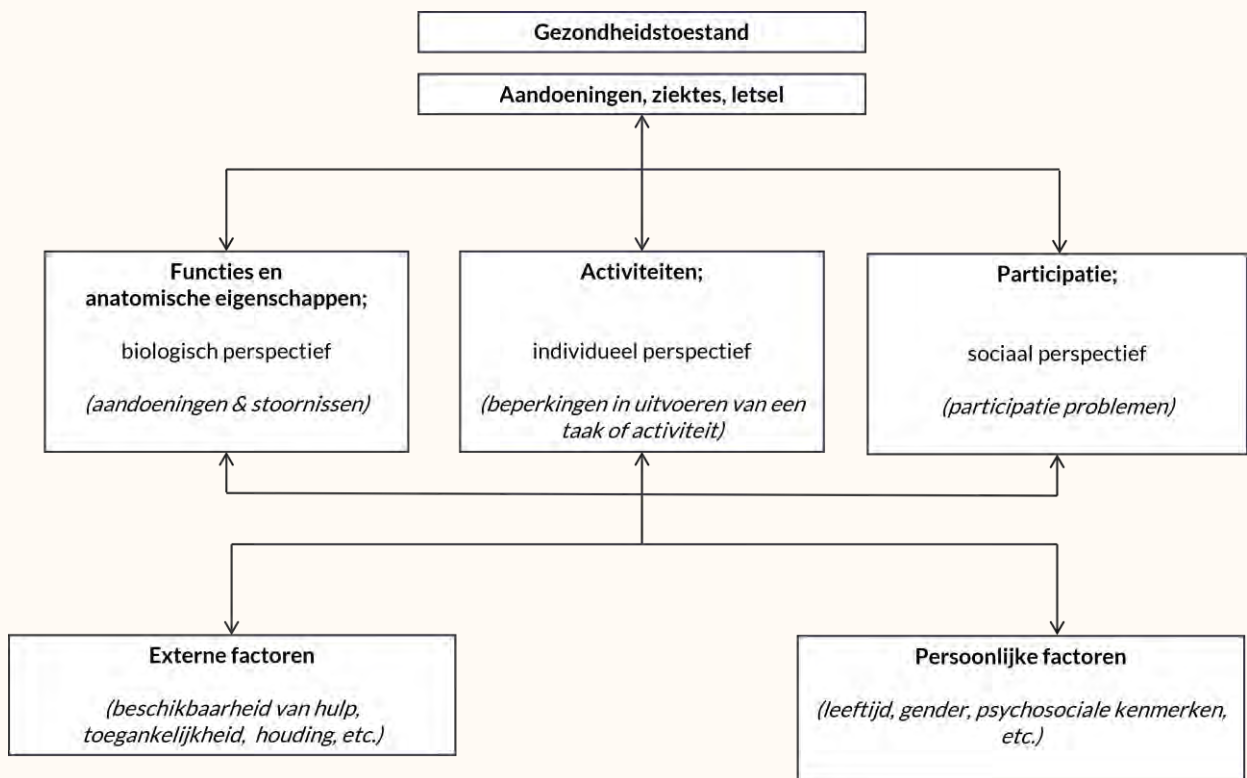 Gezondheidstoestand
Aandoeningen, ziektes, letsel
Functies en
anatomische eigenschappen;
biologisch perspectief
(aandoeningen & stoornissen)
Activiteiten;
individueel perspectief
(beperkingen in uitvoeren van een
taak of activiteit)
Participatie;
sociaal perspectief
(participatie problemen)
Externe factoren
(beschikbaarheid van hulp,
toegankelijkheid, houding, etc.)
Persoonlijke factoren
(leeftijd, gender, psychosociale kenmerken,
etc.)